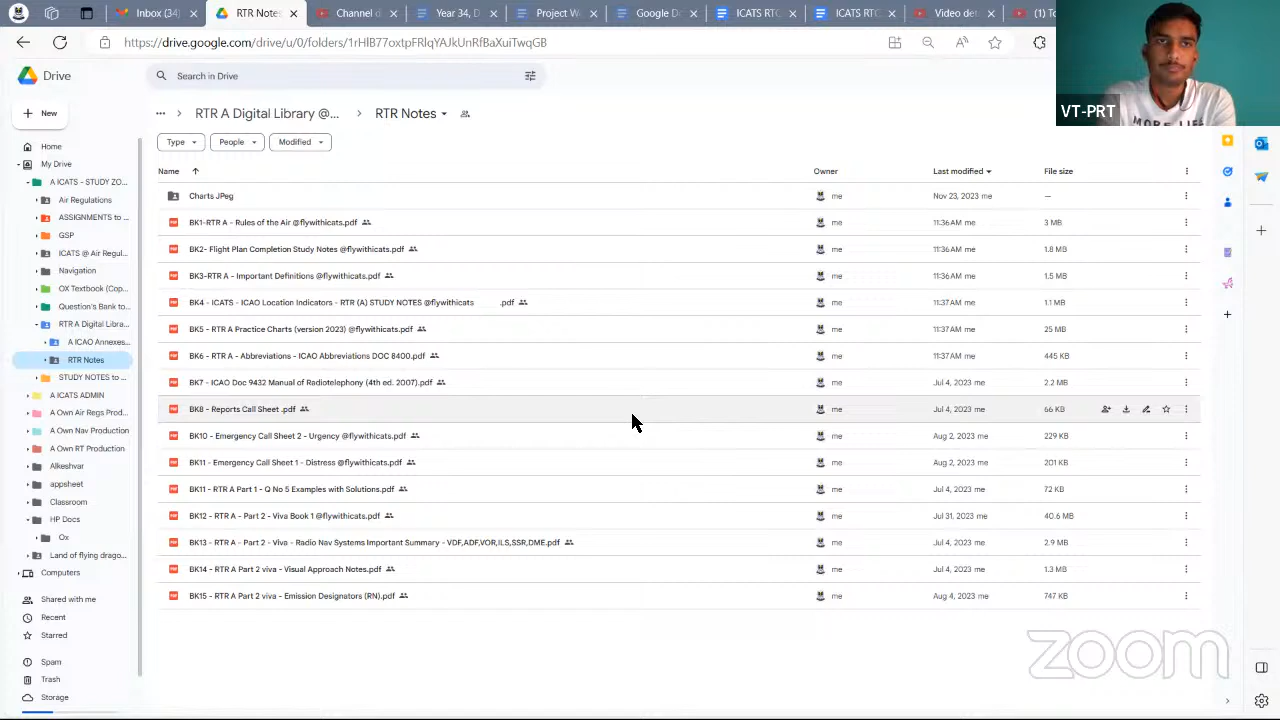 Inbox (34)
RTR Notes
Channel d
#484, D
Project W
Google Do
ICATS RTC
ICATS RTC
Video deta
(1) To
https://drive.google.com/drive/u/0/folders/1rHlB77oxtpFRlqYAJkUnRfBaXuiTwqGB
Drive
Search in Drive
VT-PRT
MORE LIFE
New
RTR A Digital Library @...
RTR Notes
Type
People
Modified
Home
My Drive
A ICATS - STUDY ZO...
Air Regulations
ASSIGNMENTS to ...
GSP
ICATS @ Air Regul...
Navigation
OX Textbook (Cop...
Question's Bank to...
RTR A Digital Libra...
A ICAO Annexes...
RTR Notes
STUDY NOTES to ...
A ICATS ADMIN
A Own Air Regs Prod...
A Own Nav Production
A Own RT Production
Alkeshvar
appsheet
Classroom
HP Docs
Ox
Land of flying drago...
Computers
Shared with me
Recent
Starred
Spam
Trash
Storage
Name Owner Last modified File size
Charts JPeg me Nov 23, 2023 me —
BK1-RTR A - Rules of the Air @flywithicats.pdf me 11:36 AM me 3 MB
BK2- Flight Plan Completion Study Notes @flywithicats.pdf me 11:36 AM me 1.8 MB
BK3-RTR A - Important Definitions @flywithicats.pdf me 11:36 AM me 1.5 MB
BK4 - ICATS - ICAO Location Indicators - RTR (A) STUDY NOTES @flywithicats .pdf me 11:37 AM me 1.1 MB
BK5 - RTR A Practice Charts (version 2023) @flywithicats.pdf me 11:37 AM me 25 MB
BK6 - RTR A - Abbreviations - ICAO Abbreviations DOC 8400.pdf me 11:37 AM me 445 KB
BK7 - ICAO Doc 9432 Manual of Radiotelephony (4th ed. 2007).pdf me Jul 4, 2023 me 2.2 MB
BK8 - Reports Call Sheet .pdf me Jul 4, 2023 me 66 KB
BK10 - Emergency Call Sheet 2 - Urgency @flywithicats.pdf me Aug 2, 2023 me 229 KB
BK11 - Emergency Call Sheet 1 - Distress @flywithicats.pdf me Aug 2, 2023 me 201 KB
BK11 - RTR A Part 1 - Q No 5 Examples with Solutions.pdf me Jul 4, 2023 me 72 KB
BK12 - RTR A - Part 2 - Viva Book 1 @flywithicats.pdf me Jul 31, 2023 me 40.6 MB
BK13 - RTR A - Part 2 - Viva - Radio Nav Systems Important Summary - VDF,ADF,VOR,ILS,SSR,DME.pdf me Jul 4, 2023 me 2.9 MB
BK14 - RTR A Part 2 viva - Visual Approach Notes.pdf me Jul 4, 2023 me 1.3 MB
BK15 - RTR A Part 2 viva - Emission Designators (RN).pdf me Aug 4, 2023 me 747 KB
zoom